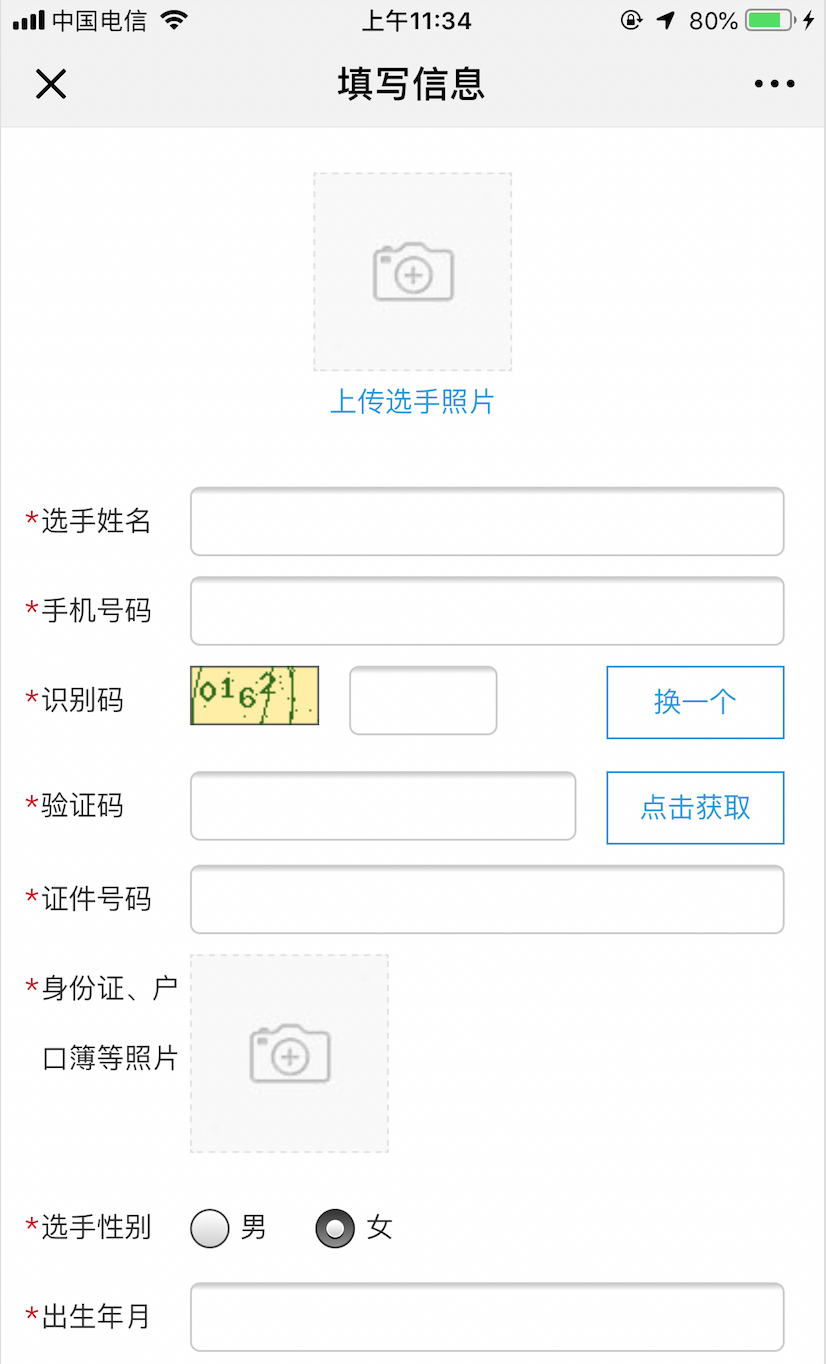 中国电信
上午11:34
80%
填写信息
上传选手照片
*选手姓名
*手机号码
*识别码
0162
换一个
*验证码
点击获取
*证件号码
*身份证、户
口簿等照片
*选手性别
男
女
*出生年月